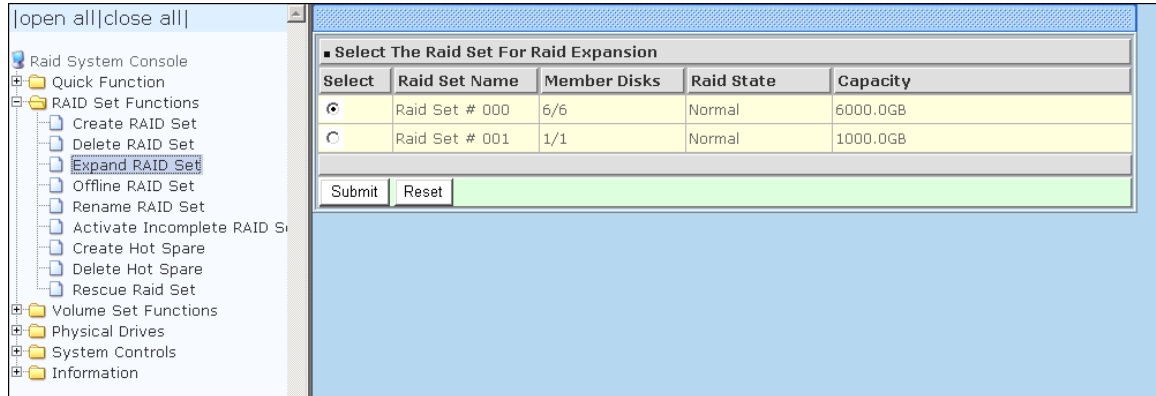 |open all|close all|
Raid System Console
Quick Function
RAID Set Functions
Create RAID Set
Delete RAID Set
Expand RAID Set
Offline RAID Set
Rename RAID Set
Activate Incomplete RAID Se
Create Hot Spare
Delete Hot Spare
Rescue Raid Set
Volume Set Functions
Physical Drives
System Controls
Information
Select The Raid Set For Raid Expansion
Select Raid Set Name Member Disks Raid State Capacity
Raid Set # 000 6/6 Normal 6000.0GB
Raid Set # 001 1/1 Normal 1000.0GB
Submit Reset